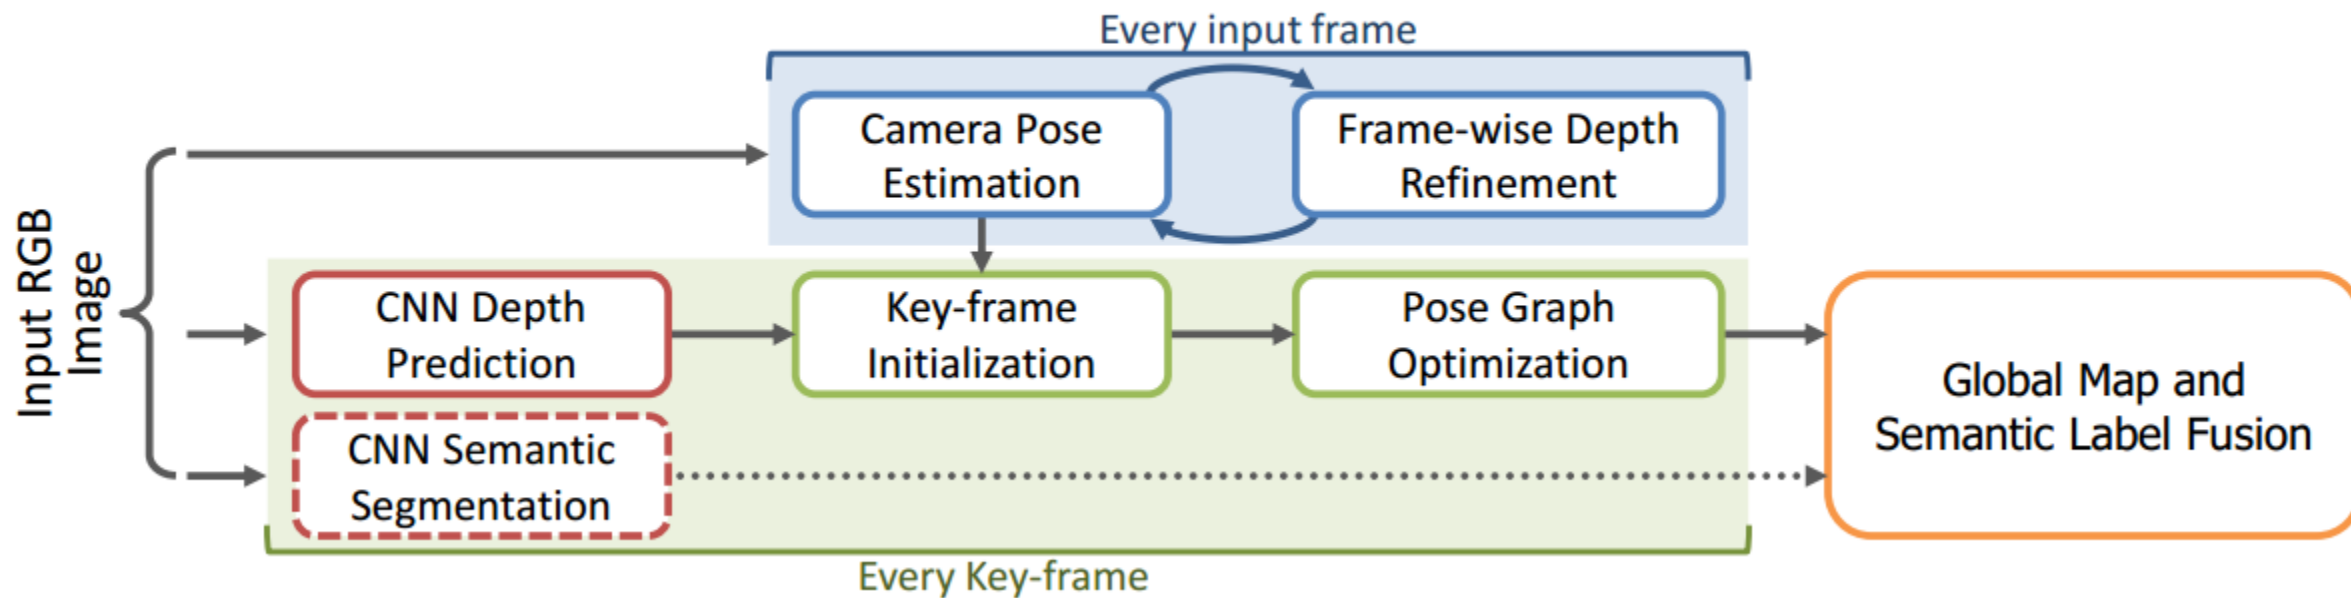 Every input frame
Camera Pose
Estimation
Frame-wise Depth
Refinement
Input RGB
Image
CNN Depth
Prediction
Key-frame
Initialization
Pose Graph
Optimization
Global Map and
Semantic Label Fusion
CNN Semantic
Segmentation
Every Key-frame